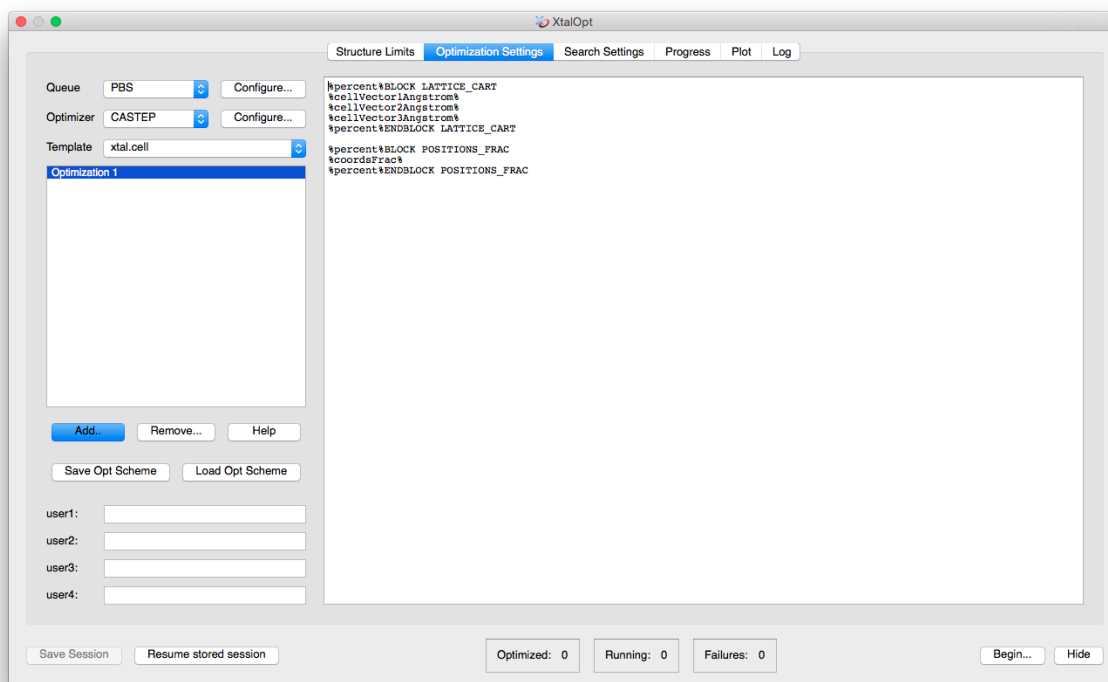 XtalOpt
Structure Limits
Optimization Settings
Search Settings
Progress
Plot
Log
Queue
PBS
Configure...
Optimizer
CASTEP
Configure...
Template
xtal.cell
Optimization 1
Add..
Remove...
Help
Save Opt Scheme
Load Opt Scheme
user1:
user2:
user3:
user4:
%percent%BLOCK LATTICE_CART
%cellVector1Angstrom%
%cellVector2Angstrom%
%cellVector3Angstrom%
%percent%ENDBLOCK LATTICE_CART
%percent%BLOCK POSITIONS_FRAC
%coordsFrac%
%percent%ENDBLOCK POSITIONS_FRAC
Save Session
Resume stored session
Optimized: 0
Running: 0
Failures: 0
Begin...
Hide